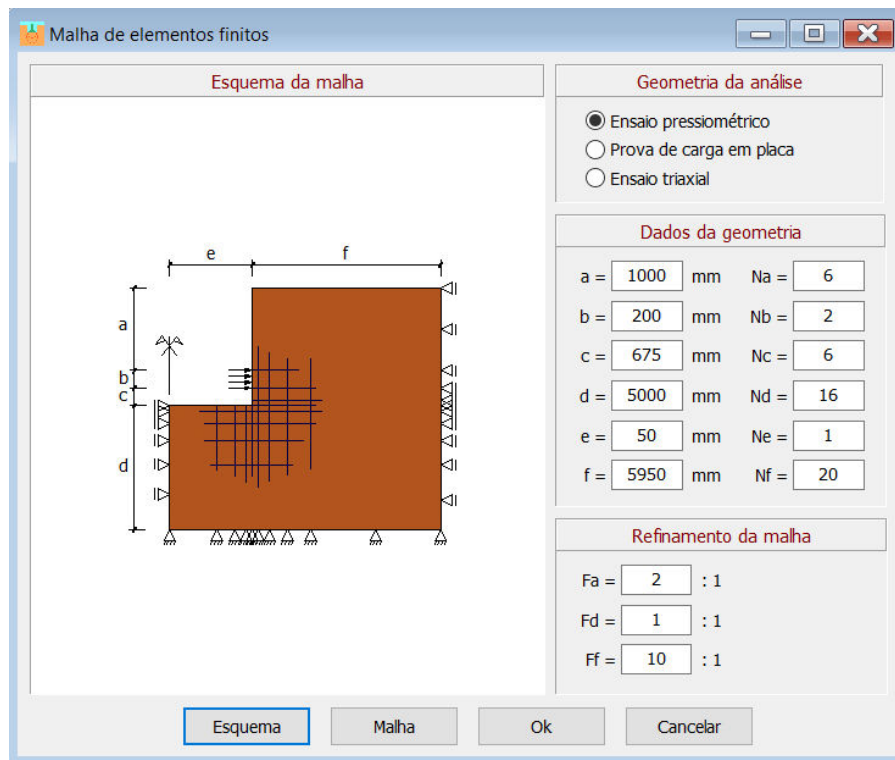 Malha de elementos finitos
Esquema da malha
e f
a
b
c
d
Geometria da análise
Ensaio pressiométrico
Prova de carga em placa
Ensaio triaxial
Dados da geometria
a = 1000 mm Na = 6
b = 200 mm Nb = 2
c = 675 mm Nc = 6
d = 5000 mm Nd = 16
e = 50 mm Ne = 1
f = 5950 mm Nf = 20
Refinamento da malha
Fa = 2 : 1
Fd = 1 : 1
Ff = 10 : 1
Esquema Malha Ok Cancelar